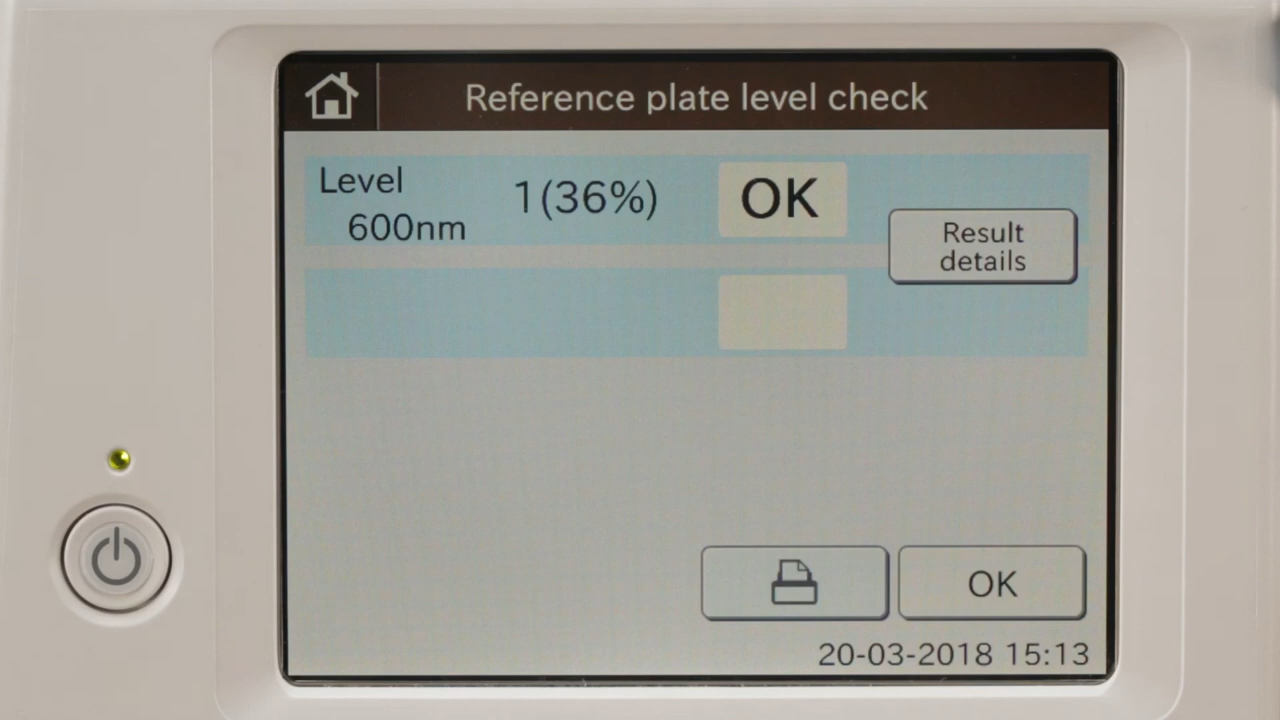 Reference plate level check
Level
600nm
1(36%)
OK
Result
details
OK
20-03-2018 15:13